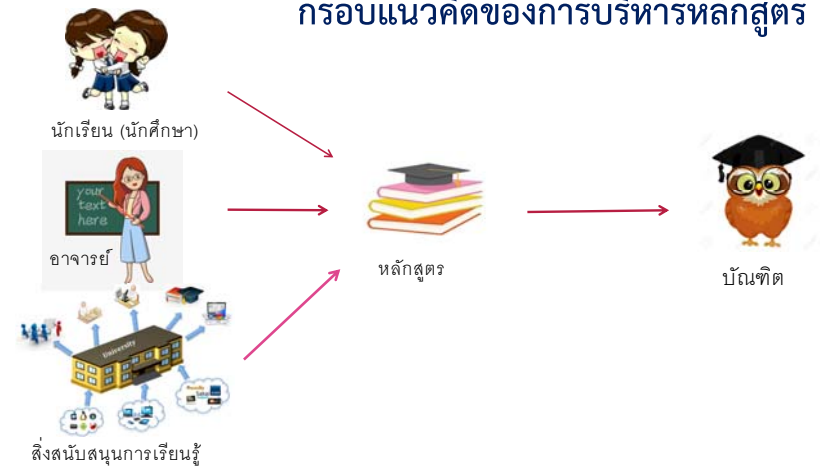 กรอบแนวคิดของการบริหารหลักสูตร
นักเรียน (นักศึกษา)
your
text
here
อาจารย์
หลักสูตร
บัณฑิต
University
สิ่งสนับสนุนการเรียนรู้